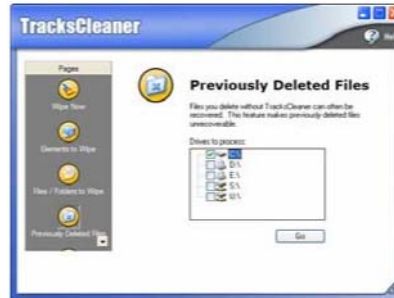 TracksCleaner
He
Pages
Wipe Now
Elements to Wipe
Files / Folders to Wipe
Previously Deleted Files
Previously Deleted Files
Files you delete without TracksCleaner can often be
recovered. This feature makes previously deleted files
unrecoverable.
Drives to process:
C:\
D:\
E:\
S:\
U:\
Go